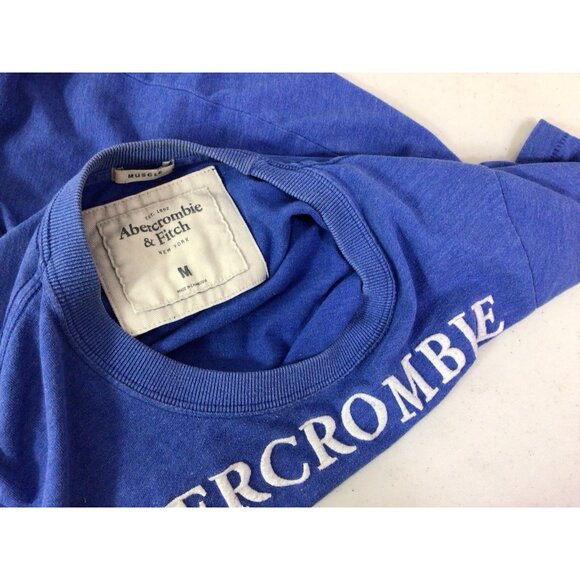 MUSCLE
EST. 1892
Abercrombie
& Fitch
NEW YORK
M
ERCROMBIE